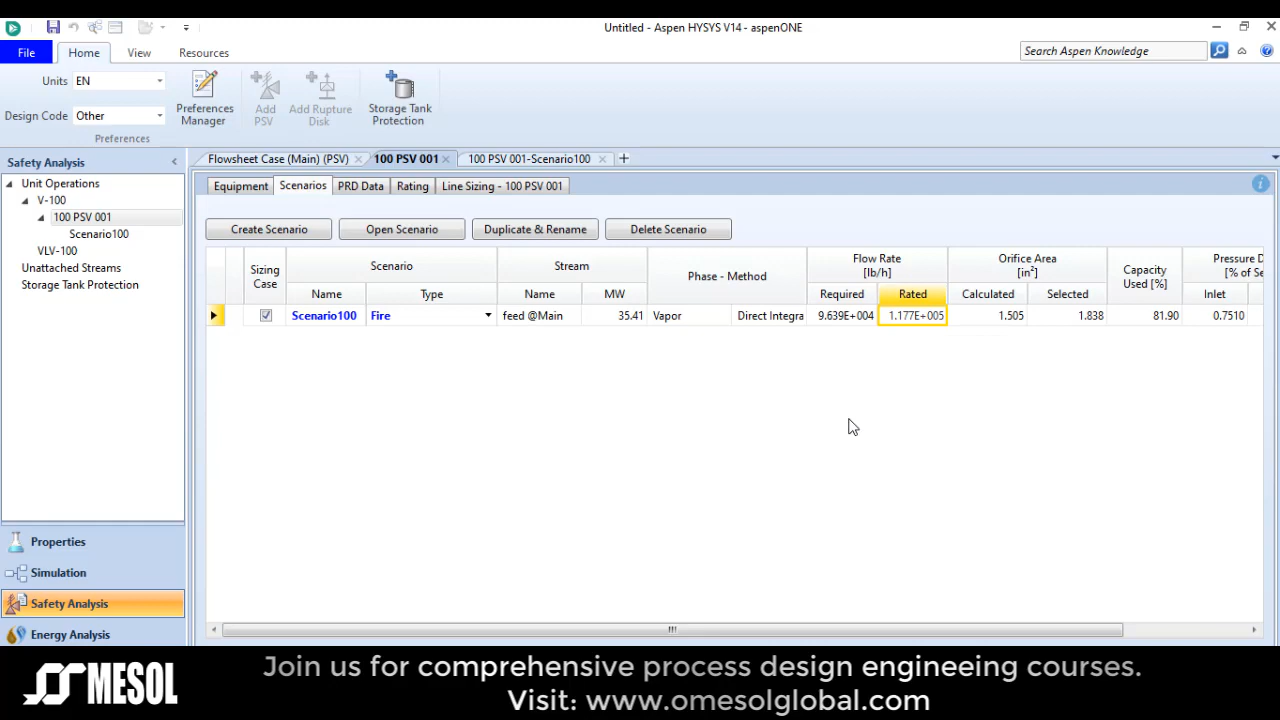 Untitled - Aspen HYSYS V14 - aspenONE
File Home View Resources
Search Aspen Knowledge
Units EN
Design Code Other
Preferences
Preferences Manager
Add PSV
Add Rupture Disk
Storage Tank Protection
Safety Analysis
Unit Operations
V-100
100 PSV 001
Scenario100
VLV-100
Unattached Streams
Storage Tank Protection
Properties
Simulation
Safety Analysis
Energy Analysis
Flowsheet Case (Main) (PSV) 100 PSV 001 100 PSV 001-Scenario100
Equipment Scenarios PRD Data Rating Line Sizing - 100 PSV 001
Create Scenario Open Scenario Duplicate & Rename Delete Scenario
Sizing Case Scenario Stream Phase - Method Flow Rate [lb/h] Orifice Area [in²] Capacity Used [%] Pressure D [% of Se
Name Type Name MW Required Rated Calculated Selected Inlet
Scenario100 Fire feed @Main 35.41 Vapor Direct Integra 9.639E+004 1.177E+005 1.505 1.838 81.90 0.7510
OMESOL
Join us for comprehensive process design engineeing courses.
Visit: www.omesolglobal.com